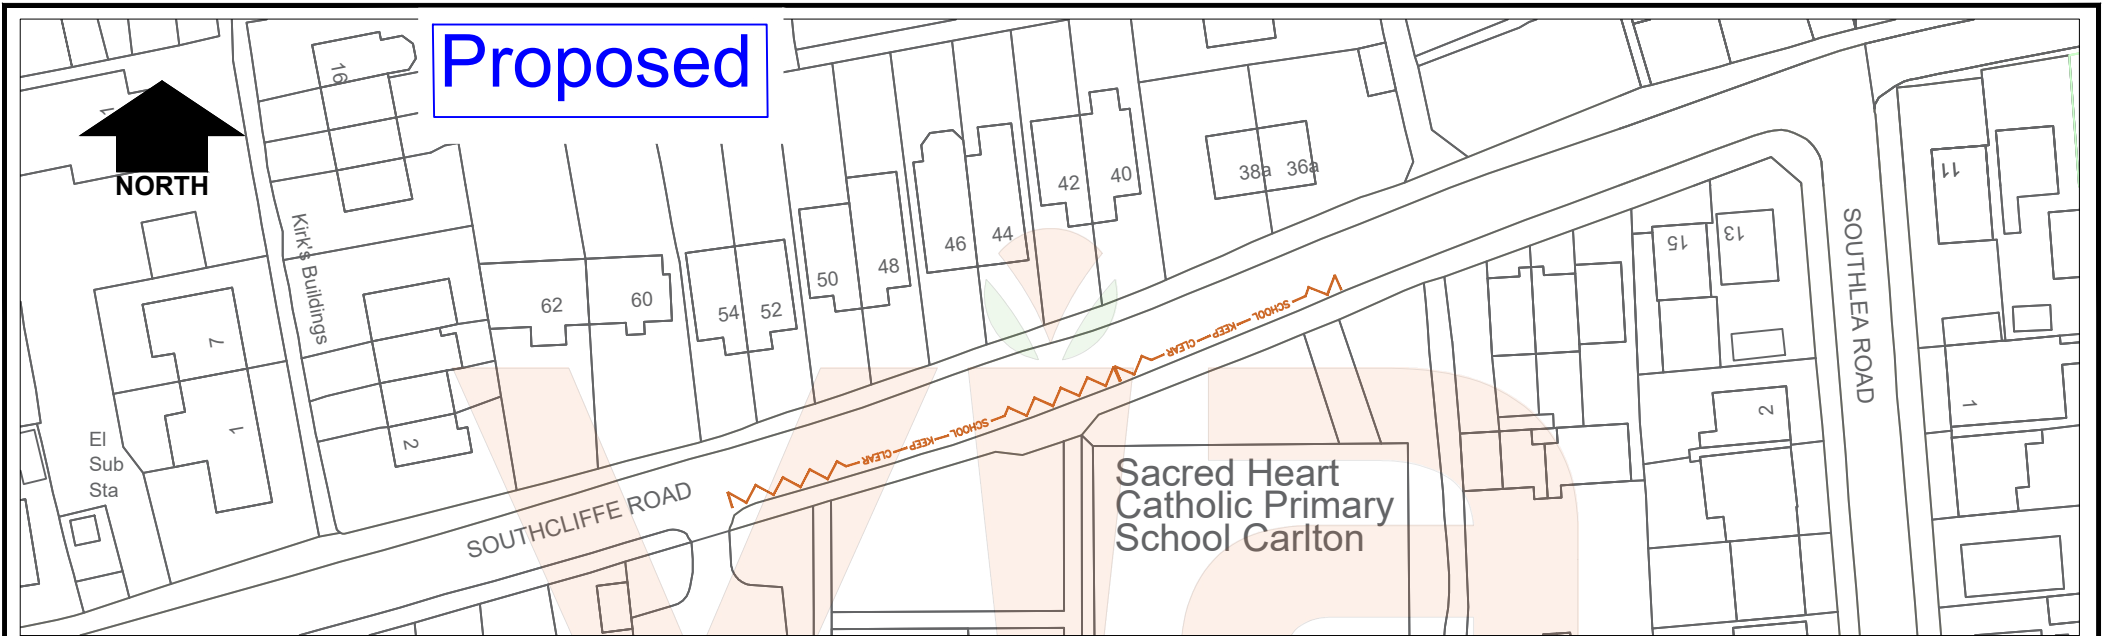 Proposed
NORTH
16
Kirk's Buildings
62
60
54
52
50
48
46
44
42
40
38a
36a
7
1
2
El
Sub
Sta
SOUTHCLIFFE ROAD
SCHOOL KEEP CLEAR
SCHOOL KEEP CLEAR
Sacred Heart
Catholic Primary
School Carlton
15
13
11
2
1
SOUTHLEA ROAD